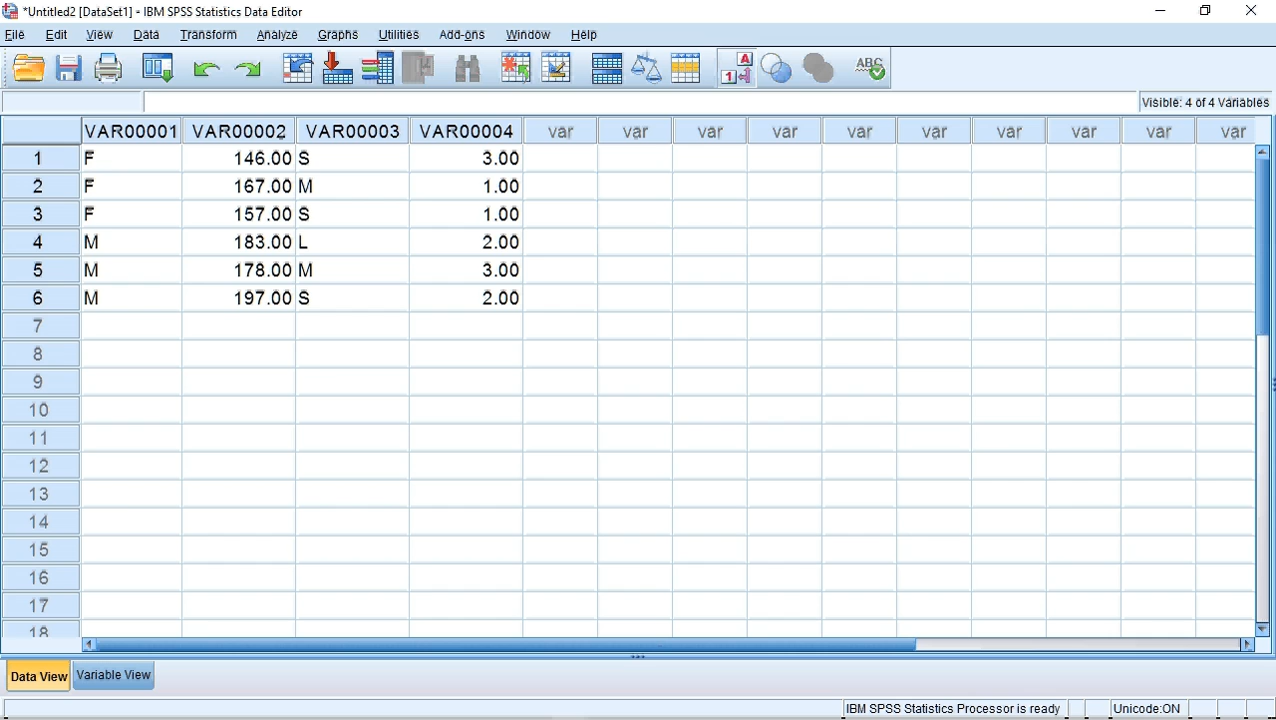 *Untitled2 [DataSet1] - IBM SPSS Statistics Data Editor
File Edit View Data Transform Analyze Graphs Utilities Add-ons Window Help
A
1
ABC
Visible: 4 of 4 Variables
VAR00001 VAR00002 VAR00003 VAR00004 var var var var var var var var var var
1 F 146.00 S 3.00
2 F 167.00 M 1.00
3 F 157.00 S 1.00
4 M 183.00 L 2.00
5 M 178.00 M 3.00
6 M 197.00 S 2.00
7
8
9
10
11
12
13
14
15
16
17
18
Data View Variable View
IBM SPSS Statistics Processor is ready Unicode:ON